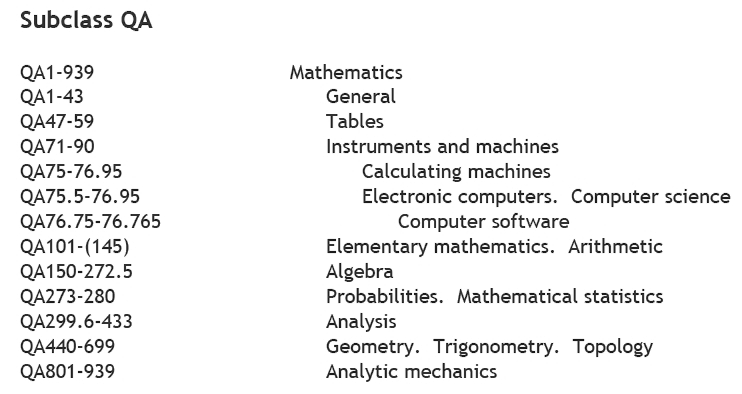 Subclass QA
QA1-939 Mathematics
QA1-43 General
QA47-59 Tables
QA71-90 Instruments and machines
QA75-76.95 Calculating machines
QA75.5-76.95 Electronic computers. Computer science
QA76.75-76.765 Computer software
QA101-(145) Elementary mathematics. Arithmetic
QA150-272.5 Algebra
QA273-280 Probabilities. Mathematical statistics
QA299.6-433 Analysis
QA440-699 Geometry. Trigonometry. Topology
QA801-939 Analytic mechanics